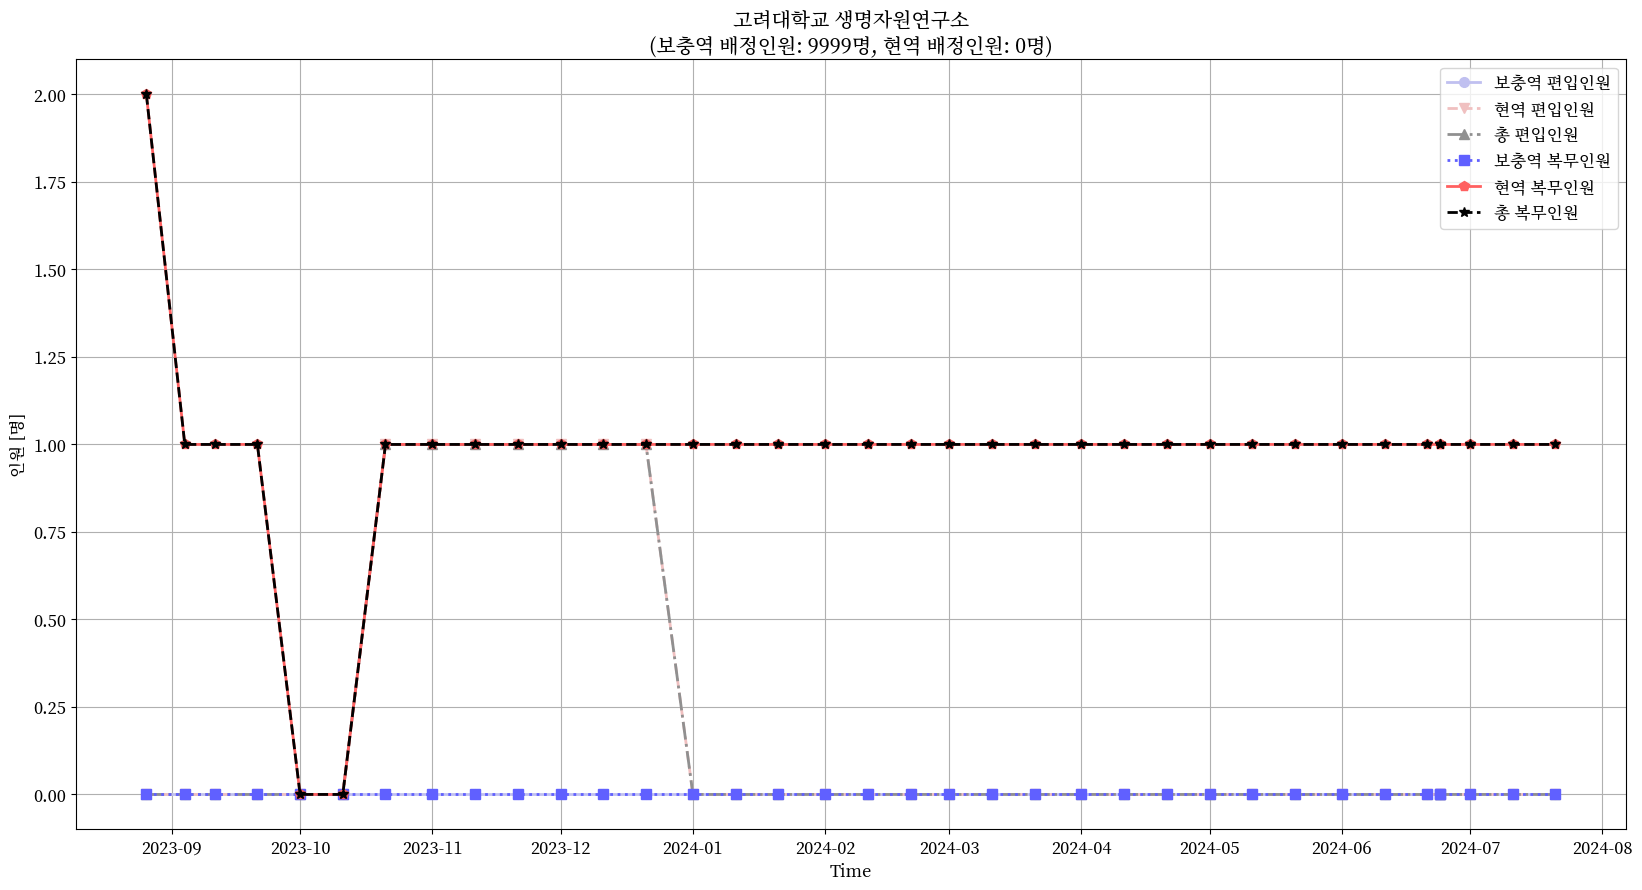 고려대학교 생명자원연구소
(보충역 배정인원: 9999명, 현역 배정인원: 0명)
보충역 편입인원
현역 편입인원
총 편입인원
보충역 복무인원
현역 복무인원
총 복무인원
2.00
1.75
1.50
1.25
1.00
0.75
0.50
0.25
0.00
인원 [명]
2023-09
2023-10
2023-11
2023-12
2024-01
2024-02
2024-03
2024-04
2024-05
2024-06
2024-07
2024-08
Time